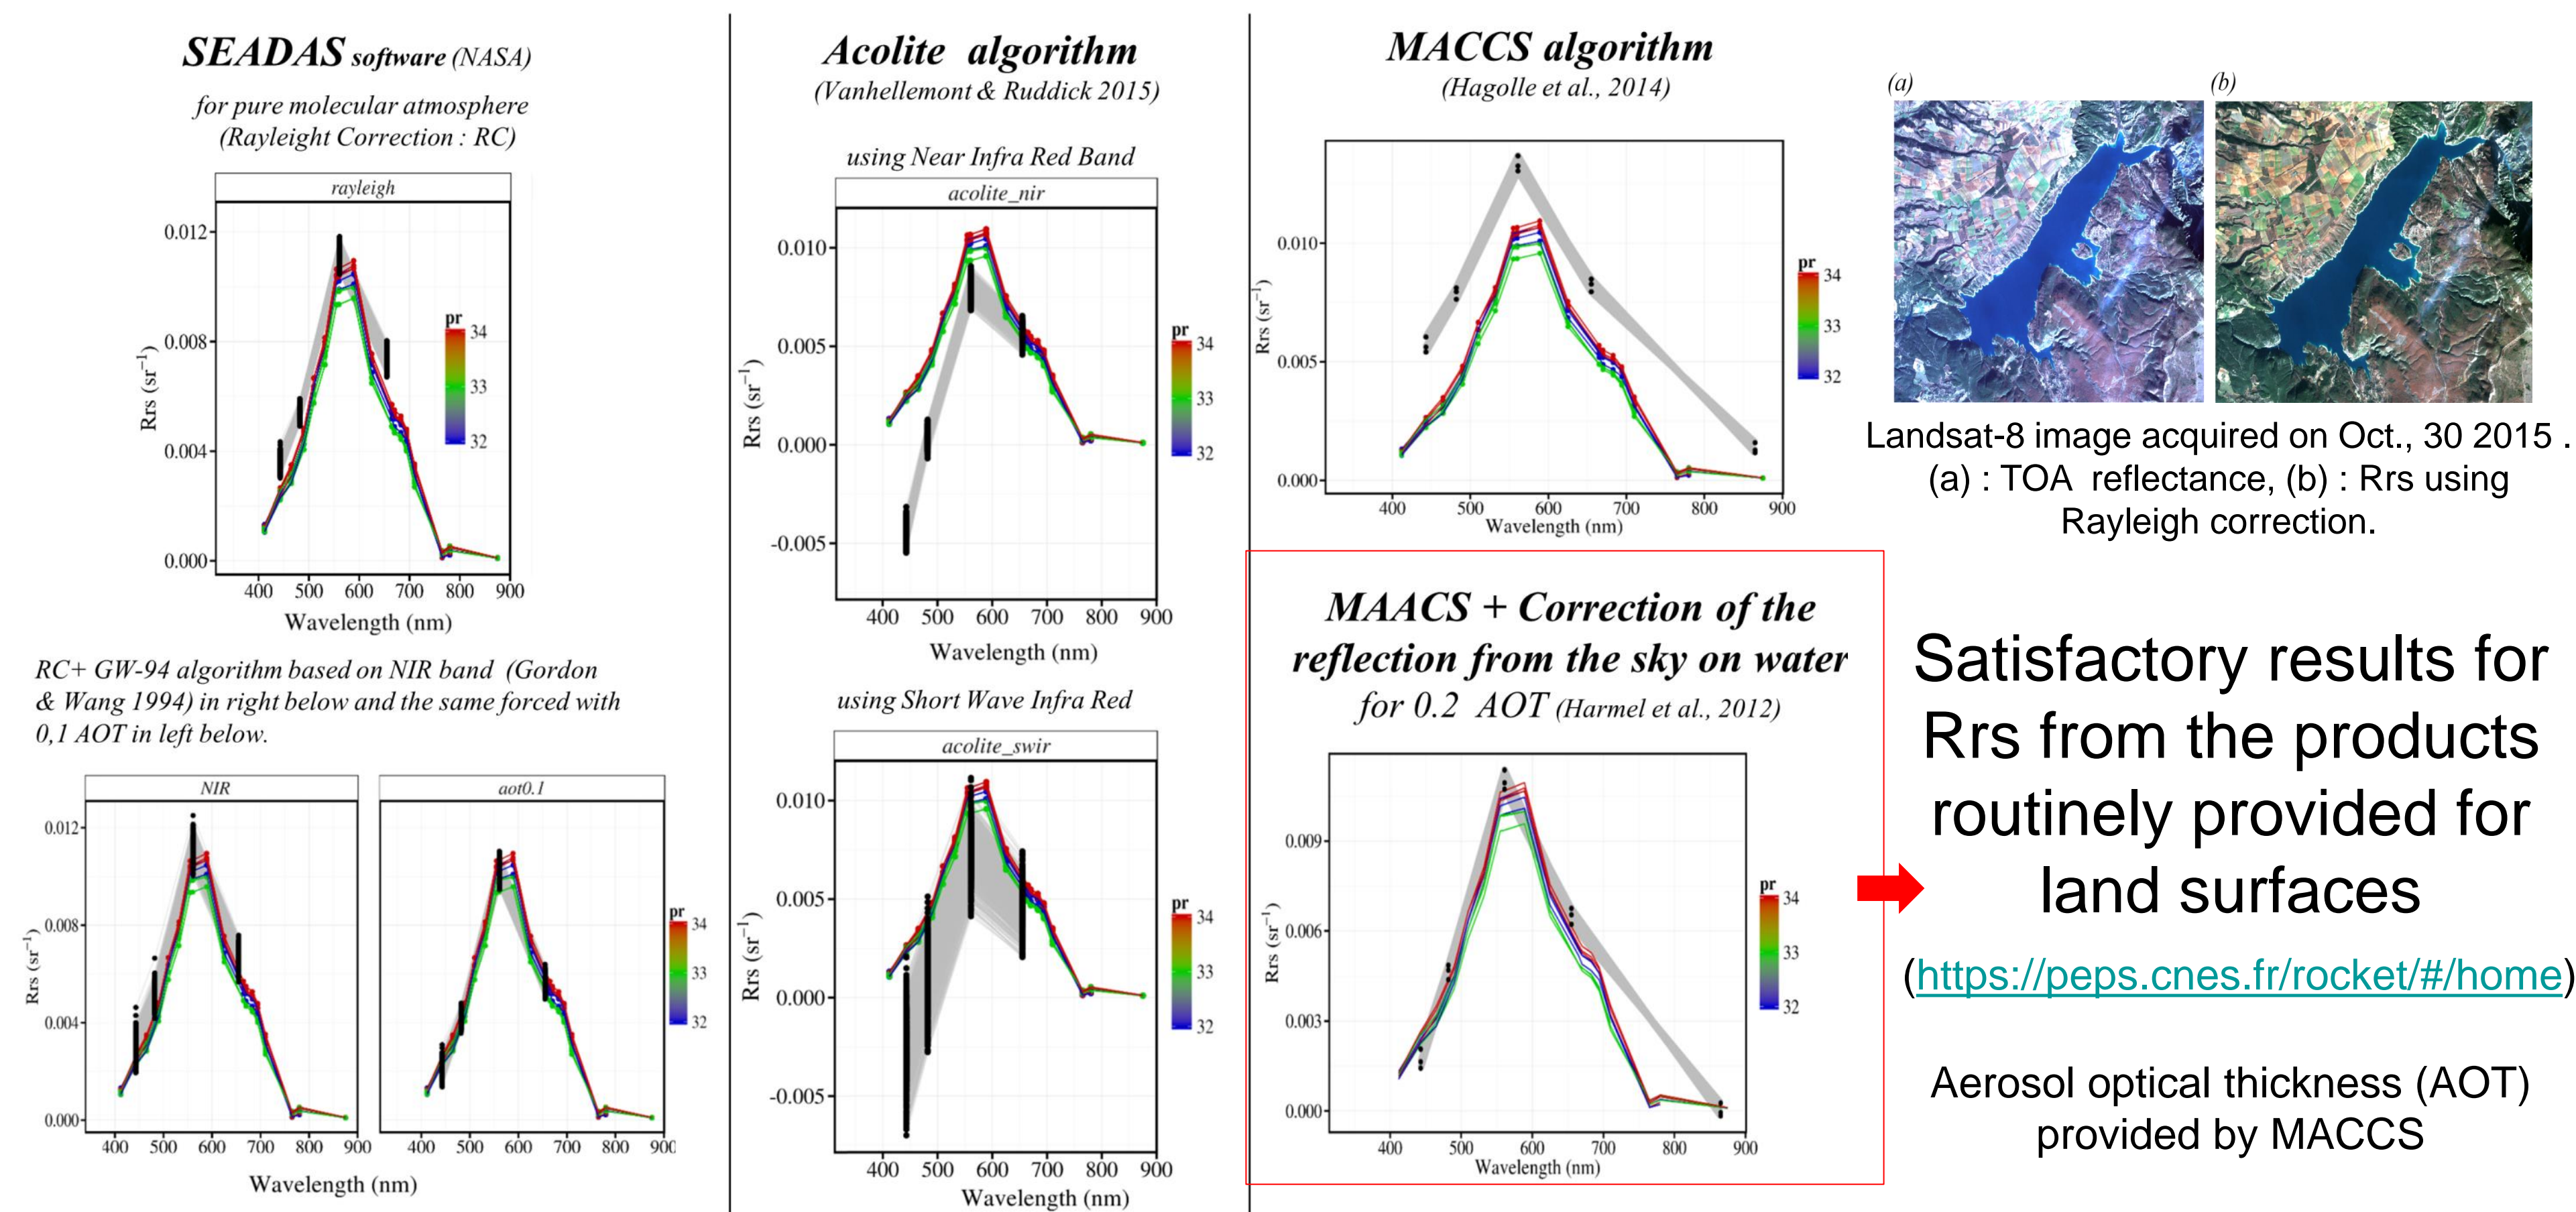 SEADAS software (NASA)
for pure molecular atmosphere
(Rayleight Correction : RC)
rayleigh
0.012
0.008
0.004
0.000
Rrs (sr⁻¹)
pr
34
33
32
400 500 600 700 800 900
Wavelength (nm)
RC+ GW-94 algorithm based on NIR band (Gordon
& Wang 1994) in right below and the same forced with
0,1 AOT in left below.
NIR
aot0.1
0.012
0.008
0.004
0.000
Rrs (sr⁻¹)
pr
34
33
32
400 500 600 700 800 900
400 500 600 700 800 900
Wavelength (nm)
Acolite algorithm
(Vanhellemont & Ruddick 2015)
using Near Infra Red Band
acolite_nir
0.010
0.005
0.000
-0.005
Rrs (sr⁻¹)
pr
34
33
32
400 500 600 700 800 900
Wavelength (nm)
using Short Wave Infra Red
acolite_swir
0.010
0.005
0.000
-0.005
Rrs (sr⁻¹)
pr
34
33
32
400 500 600 700 800 900
Wavelength (nm)
MACCS algorithm
(Hagolle et al., 2014)
0.010
0.005
0.000
Rrs (sr⁻¹)
pr
34
33
32
400 500 600 700 800 900
Wavelength (nm)
MAACS + Correction of the
reflection from the sky on water
for 0.2 AOT (Harmel et al., 2012)
0.009
0.006
0.003
0.000
Rrs (sr⁻¹)
pr
34
33
32
400 500 600 700 800 900
Wavelength (nm)
(a) (b)
Landsat-8 image acquired on Oct., 30 2015 .
(a) : TOA reflectance, (b) : Rrs using
Rayleigh correction.
Satisfactory results for
Rrs from the products
routinely provided for
land surfaces
(https://peps.cnes.fr/rocket/#/home)
Aerosol optical thickness (AOT)
provided by MACCS